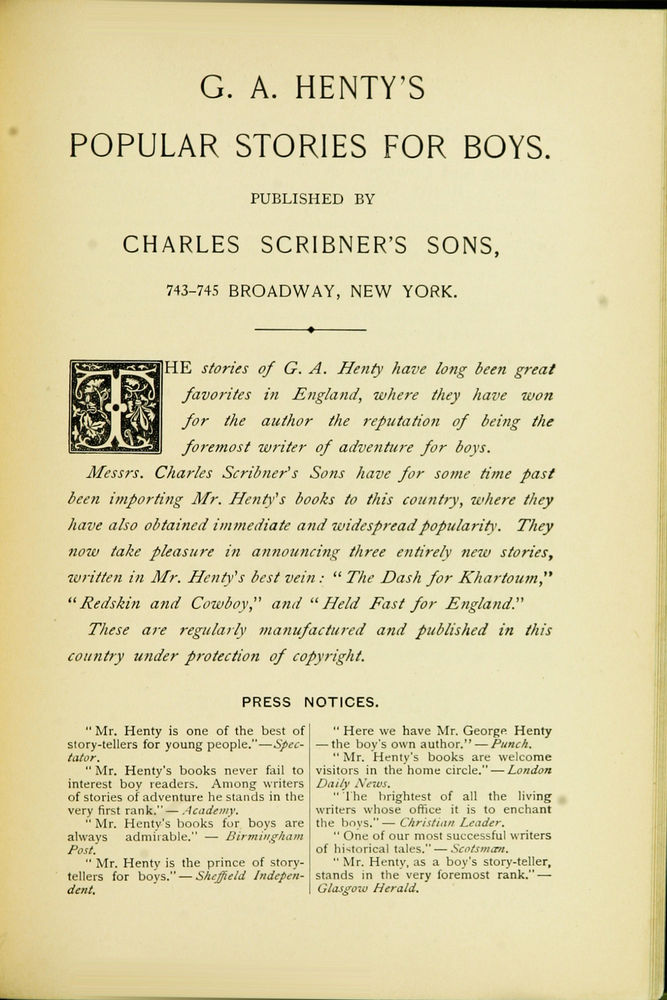 G. A. HENTY'S
POPULAR STORIES FOR BOYS.
PUBLISHED BY
CHARLES SCRIBNER'S SONS,
743-745 BROADWAY, NEW YORK.
THE stories of G. A. Henty have long been great
favorites in England, where they have won
for the author the reputation of being the
foremost writer of adventure for boys.
Messrs. Charles Scribner's Sons have for some time past
been importing Mr. Henty's books to this country, where they
have also obtained immediate and widespread popularity. They
now take pleasure in announcing three entirely new stories,
written in Mr. Henty's best vein: "The Dash for Khartoum,"
"Redskin and Cowboy," and "Held Fast for England."
These are regularly manufactured and published in this
country under protection of copyright.
PRESS NOTICES.
"Mr. Henty is one of the best of
story-tellers for young people."—Spec-
tator.
"Mr. Henty's books never fail to
interest boy readers. Among writers
of stories of adventure he stands in the
very first rank."—Academy.
"Mr. Henty's books for boys are
always admirable." — Birmingham
Post.
"Mr. Henty is the prince of story-
tellers for boys."—Sheffield Indepen-
dent.
"Here we have Mr. George Henty
—the boy's own author."—Punch.
"Mr. Henty's books are welcome
visitors in the home circle."—London
Daily News.
"The brightest of all the living
writers whose office it is to enchant
the boys."—Christian Leader.
"One of our most successful writers
of historical tales."—Scotsman.
"Mr. Henty, as a boy's story-teller,
stands in the very foremost rank."—
Glasgow Herald.